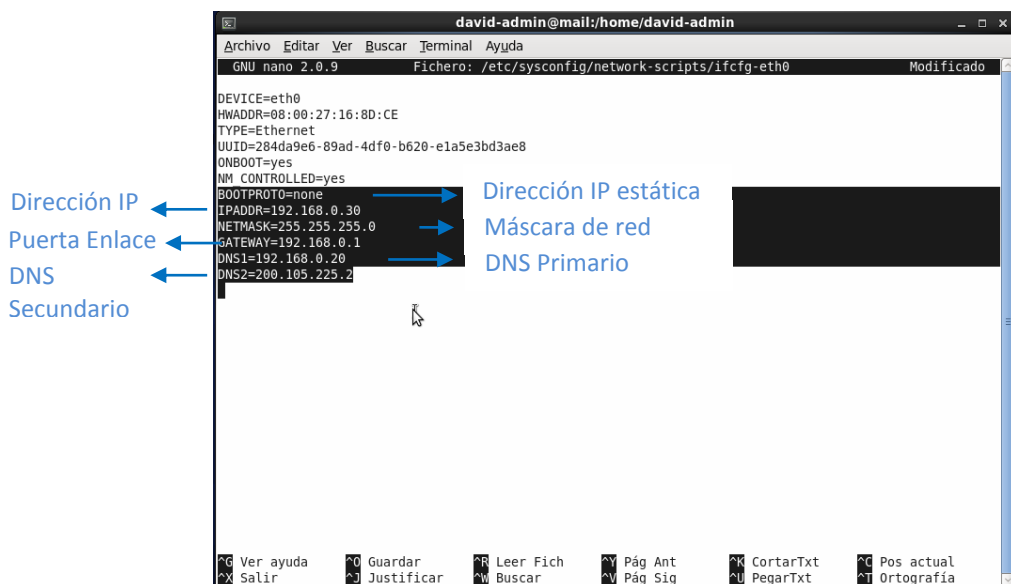 david-admin@mail:/home/david-admin
Archivo Editar Ver Buscar Terminal Ayuda
GNU nano 2.0.9 Fichero: /etc/sysconfig/network-scripts/ifcfg-eth0 Modificado
DEVICE=eth0
HWADDR=08:00:27:16:8D:CE
TYPE=Ethernet
UUID=284da9e6-89ad-4df0-b620-e1a5e3bd3ae8
ONBOOT=yes
NM_CONTROLLED=yes
BOOTPROTO=none
IPADDR=192.168.0.30
NETMASK=255.255.255.0
GATEWAY=192.168.0.1
DNS1=192.168.0.20
DNS2=200.105.225.2
Dirección IP
Puerta Enlace
DNS
Secundario
Dirección IP estática
Máscara de red
DNS Primario
^G Ver ayuda ^O Guardar ^R Leer Fich ^Y Pág Ant ^K CortarTxt ^C Pos actual
^X Salir ^J Justificar ^W Buscar ^V Pág Sig ^U PegarTxt ^T Ortografía